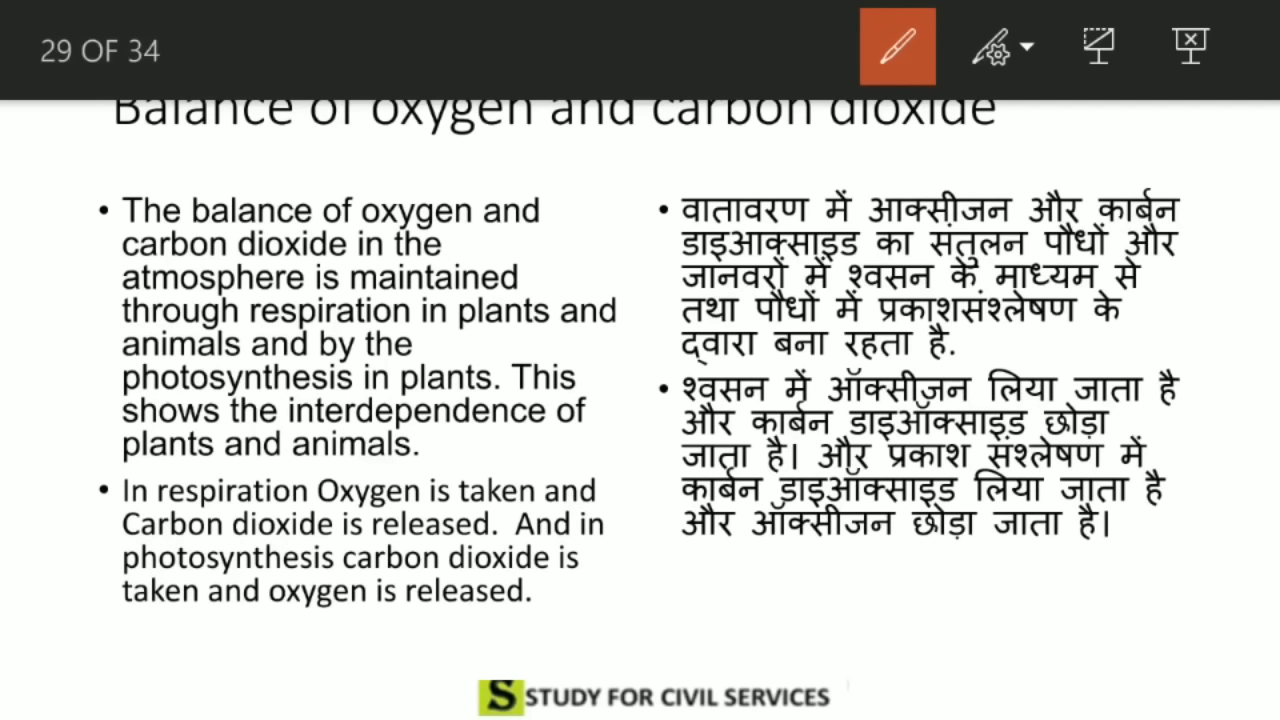 29 OF 34
Balance of oxygen and carbon dioxide
• The balance of oxygen and
carbon dioxide in the
atmosphere is maintained
through respiration in plants and
animals and by the
photosynthesis in plants. This
shows the interdependence of
plants and animals.
• In respiration Oxygen is taken and
Carbon dioxide is released. And in
photosynthesis carbon dioxide is
taken and oxygen is released.
• वातावरण में आक्सीजन और कार्बन
डाइआक्साइड का संतुलन पौधों और
जानवरों में श्वसन के माध्यम से
तथा पौधों में प्रकाशसंश्लेषण के
द्वारा बना रहता है.
• श्वसन में ऑक्सीजन लिया जाता है
और कार्बन डाइऑक्साइड छोड़ा
जाता है। और प्रकाश संश्लेषण में
कार्बन डाइऑक्साइड लिया जाता है
और ऑक्सीजन छोड़ा जाता है।
S STUDY FOR CIVIL SERVICES